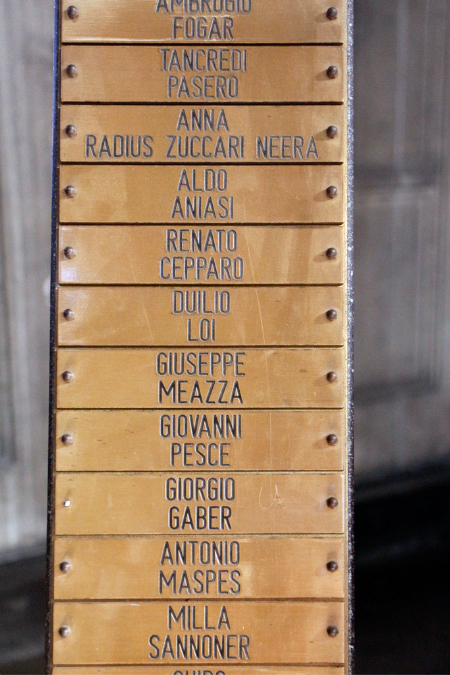 AMBROGIO
FOGAR
TANCREDI
PASERO
ANNA
RADIUS ZUCCARI NEERA
ALDO
ANIASI
RENATO
CEPPARO
DUILIO
LOI
GIUSEPPE
MEAZZA
GIOVANNI
PESCE
GIORGIO
GABER
ANTONIO
MASPES
MILLA
SANNONER